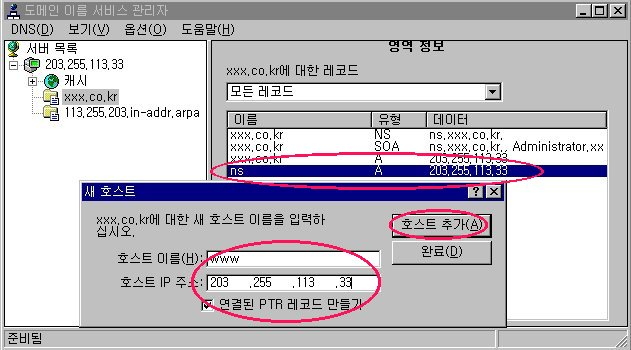 도메인 이름 서비스 관리자
DNS(D) 보기(V) 옵션(O) 도움말(H)
서버 목록
203.255.113.33
캐시
xxx.co.kr
113.255.203.in-addr.arpa
영역 정보
xxx.co.kr에 대한 레코드
모든 레코드
이름 유형 데이터
xxx.co.kr NS ns.xxx.co.kr.
xxx.co.kr SOA ns.xxx.co.kr., Administrator.xx
xxx.co.kr A 203.255.113.33
ns A 203.255.113.33
새 호스트
xxx.co.kr에 대한 새 호스트 이름을 입력하
십시오.
호스트 추가(A)
완료(D)
호스트 이름(H): www
호스트 IP 주소: 203 .255 .113 .33
연결된 PTR 레코드 만들기
준비됨